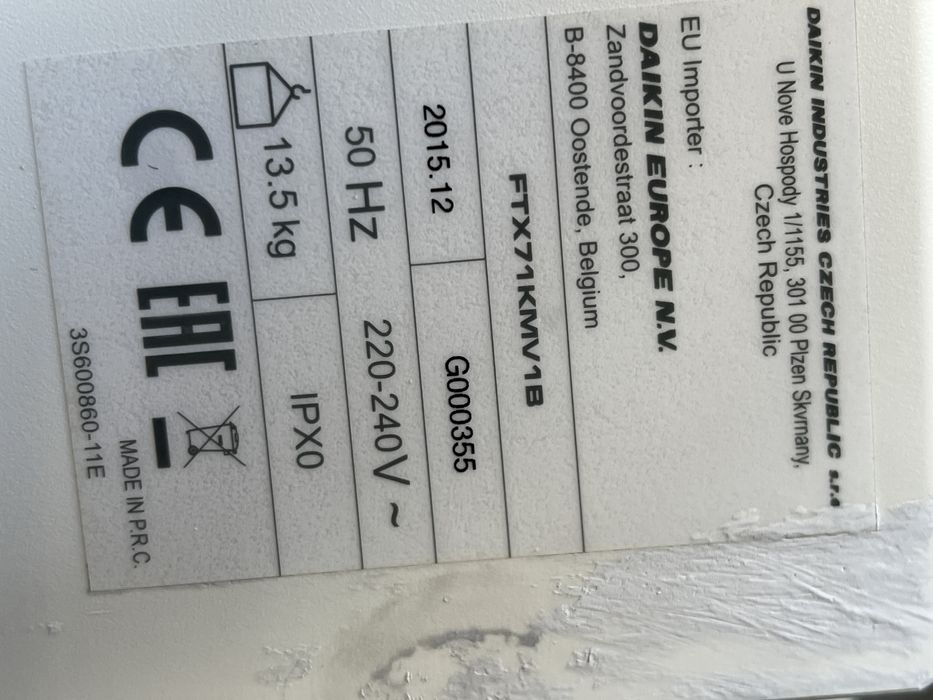 DAIKIN INDUSTRIES CZECH REPUBLIC s.r.o
U Nove Hospody 1/1155, 301 00 Plzen Skvrnany,
Czech Republic
EU Importer :
DAIKIN EUROPE N.V.
Zandvoordestraat 300,
B-8400 Oostende, Belgium
FTX71KMV1B
2015.12 G000355
50 Hz 220-240V ~
13.5 kg IPX0
CE EAC
MADE IN P.R.C.
3S600860-11E